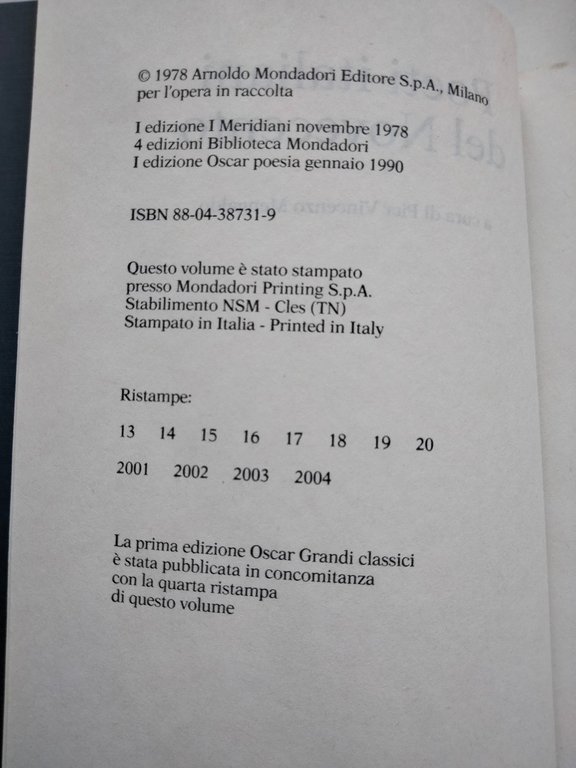 © 1978 Arnoldo Mondadori Editore S.p.A., Milano
per l'opera in raccolta
I edizione I Meridiani novembre 1978
4 edizioni Biblioteca Mondadori
I edizione Oscar poesia gennaio 1990
ISBN 88-04-38731-9
Questo volume è stato stampato
presso Mondadori Printing S.p.A.
Stabilimento NSM - Cles (TN)
Stampato in Italia - Printed in Italy
Ristampe:
13 14 15 16 17 18 19 20
2001 2002 2003 2004
La prima edizione Oscar Grandi classici
è stata pubblicata in concomitanza
con la quarta ristampa
di questo volume